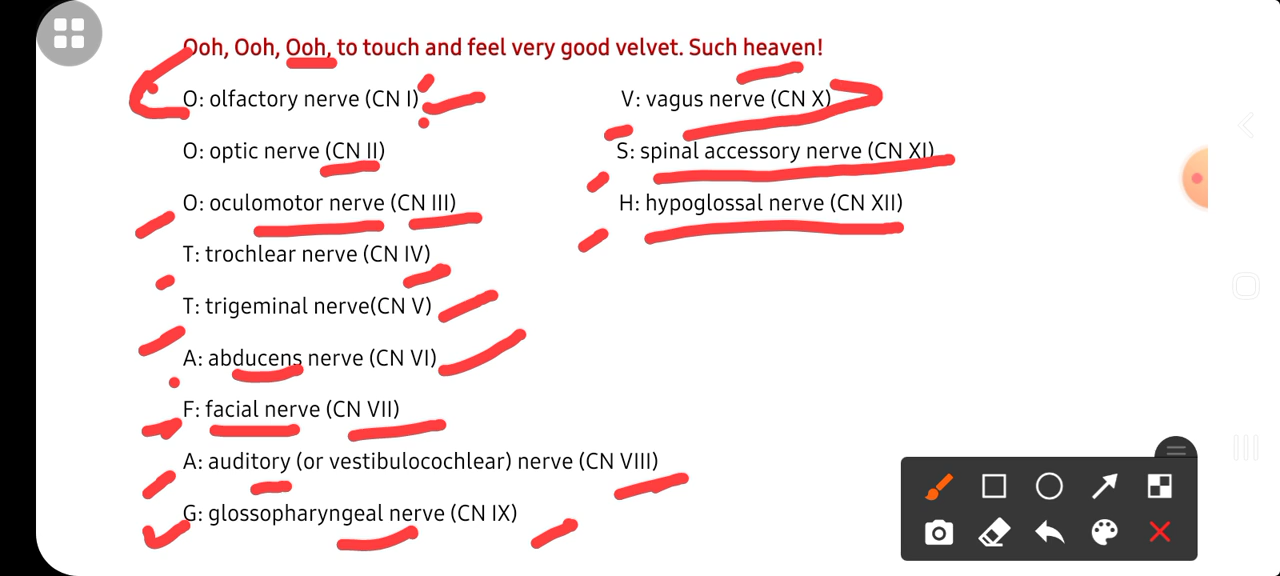 Ooh, Ooh, Ooh, to touch and feel very good velvet. Such heaven!
O: olfactory nerve (CN I)
O: optic nerve (CN II)
O: oculomotor nerve (CN III)
T: trochlear nerve (CN IV)
T: trigeminal nerve(CN V)
A: abducens nerve (CN VI)
F: facial nerve (CN VII)
A: auditory (or vestibulocochlear) nerve (CN VIII)
G: glossopharyngeal nerve (CN IX)
V: vagus nerve (CN X)
S: spinal accessory nerve (CN XI)
H: hypoglossal nerve (CN XII)